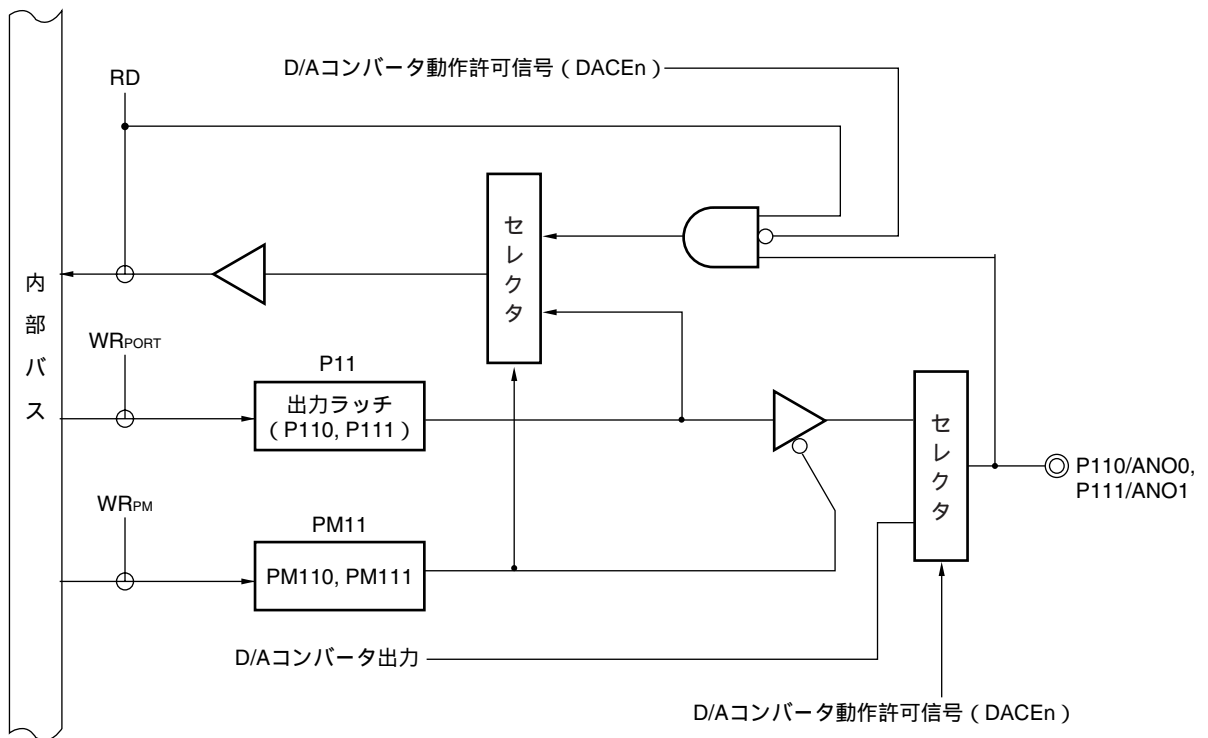 D/Aコンバータ動作許可信号（DACEn）
RD
セレクタ
内部バス
WRPORT
P11
出力ラッチ
（P110, P111）
セレクタ
P110/ANO0,
P111/ANO1
WRPM
PM11
PM110, PM111
D/Aコンバータ出力
D/Aコンバータ動作許可信号（DACEn）